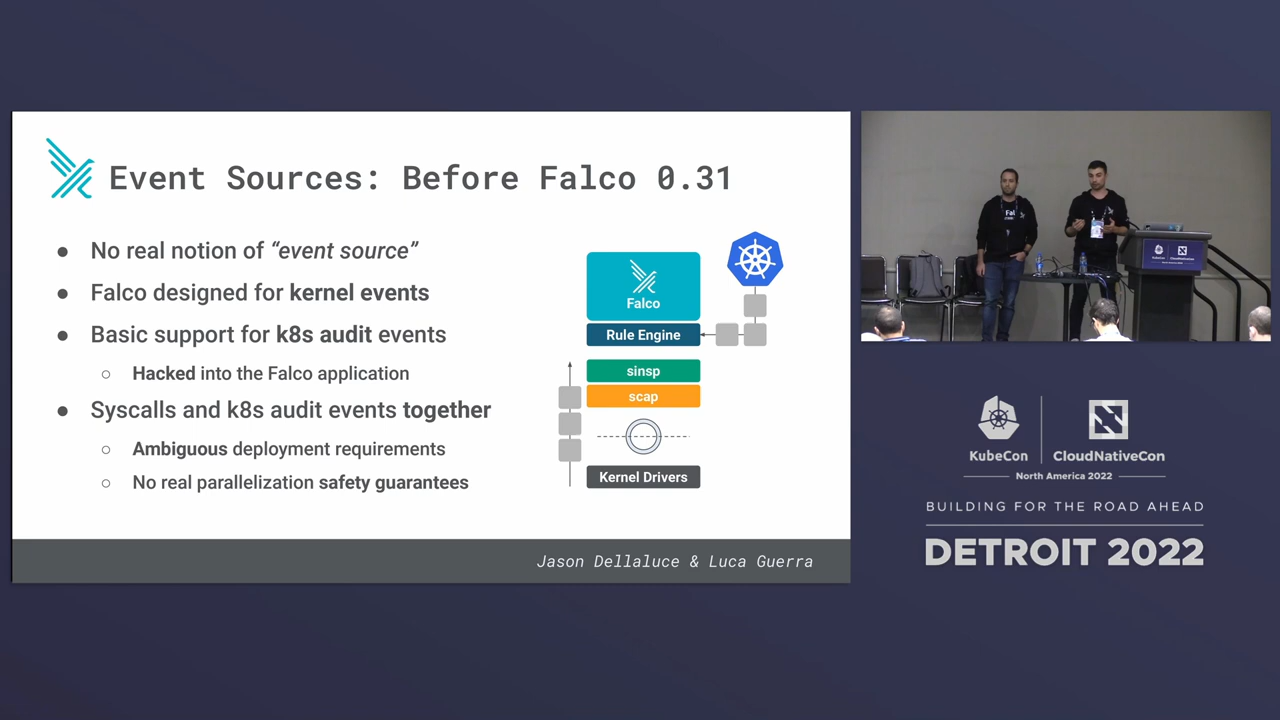 Event Sources: Before Falco 0.31
● No real notion of “event source”
● Falco designed for kernel events
● Basic support for k8s audit events
○ Hacked into the Falco application
● Syscalls and k8s audit events together
○ Ambiguous deployment requirements
○ No real parallelization safety guarantees
Falco
Rule Engine
sinsp
scap
Kernel Drivers
Jason Dellaluce & Luca Guerra
Fal
KubeCon
CloudNativeCon
KubeCon
CloudNativeCon
North America 2022
BUILDING FOR THE ROAD AHEAD
DETROIT 2022